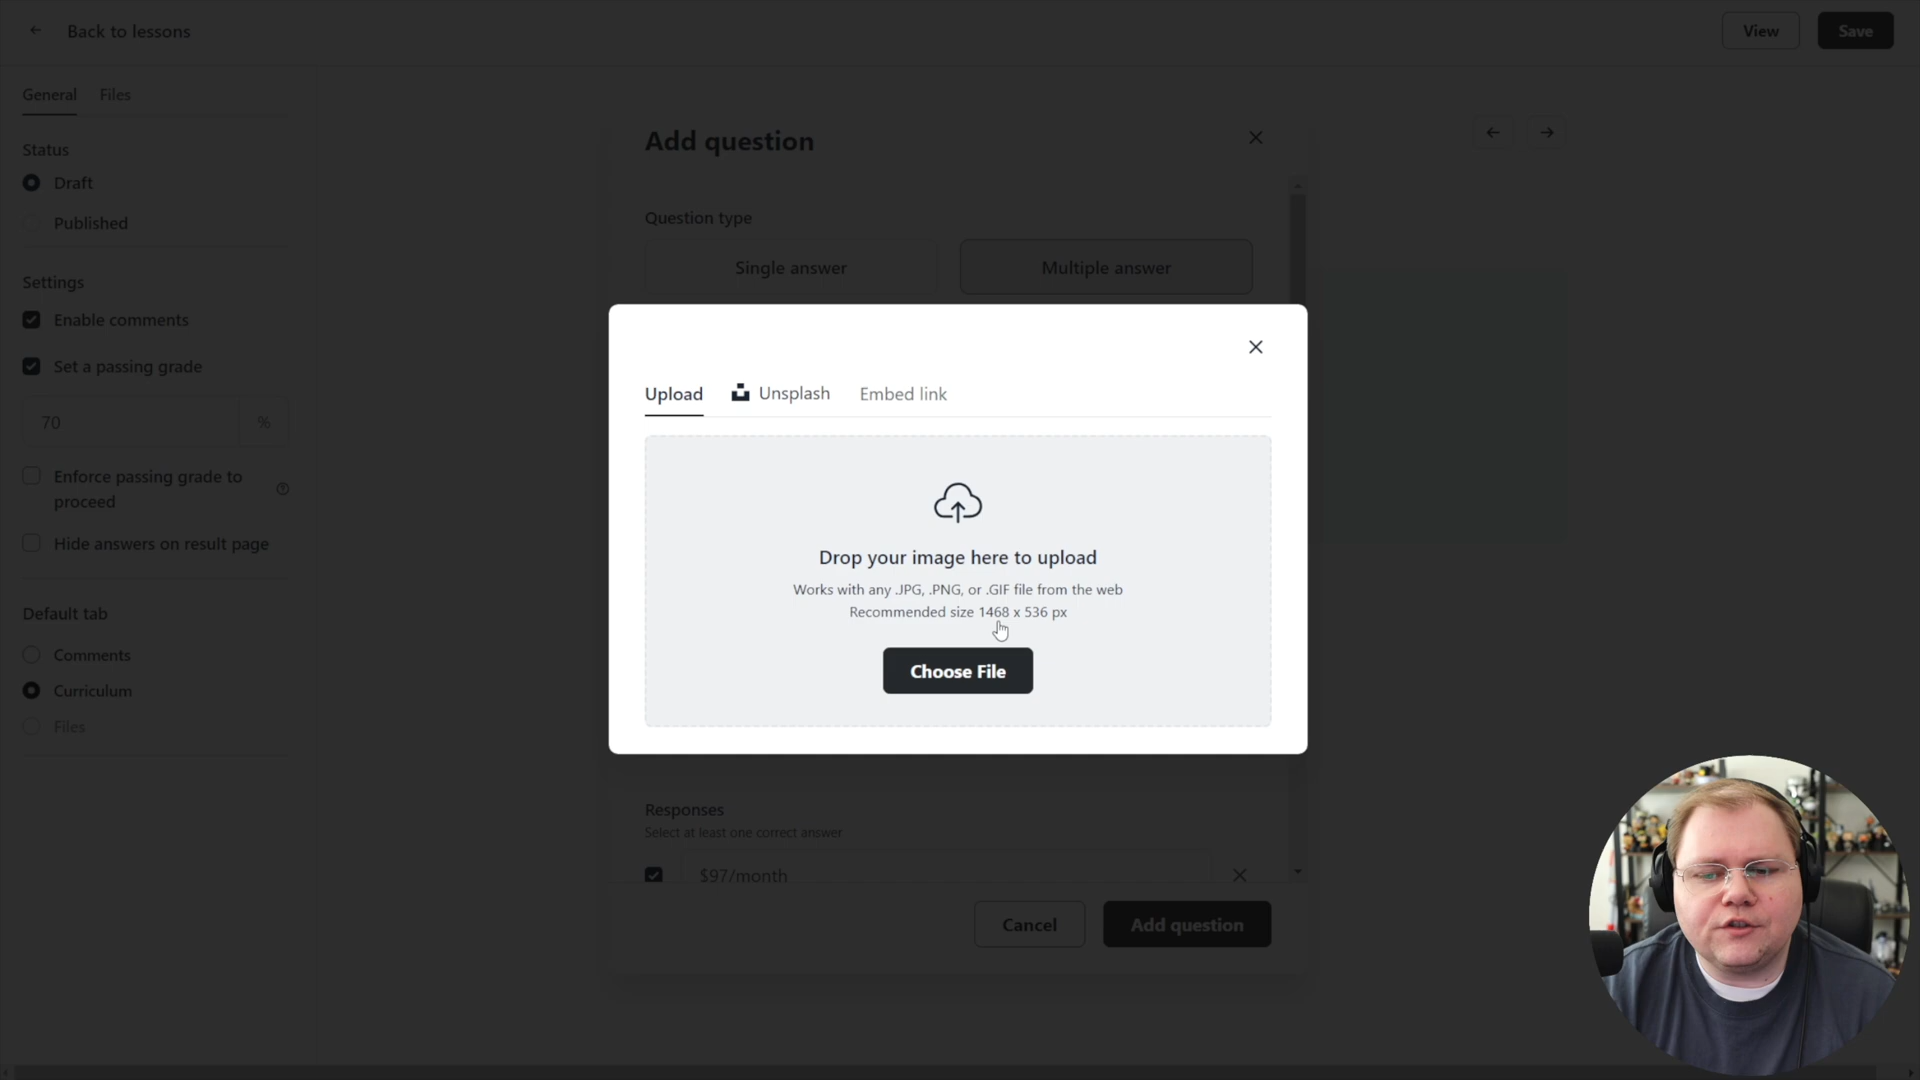 Back to lessons
View
Save
General
Files
Status
Draft
Published
Settings
Enable comments
Set a passing grade
70
%
Enforce passing grade to
proceed
Hide answers on result page
Default tab
Comments
Curriculum
Files
Add question
Question type
Single answer
Multiple answer
Upload
Unsplash
Embed link
Drop your image here to upload
Works with any .JPG, .PNG, or .GIF file from the web
Recommended size 1468 x 536 px
Choose File
Responses
Select at least one correct answer
$97/month
Cancel
Add question